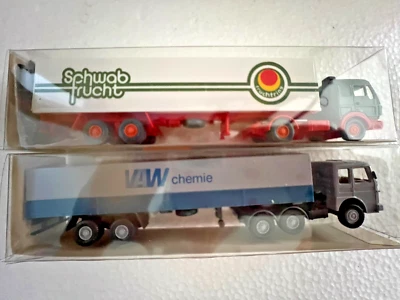 Schwab
frucht
VAW chemie